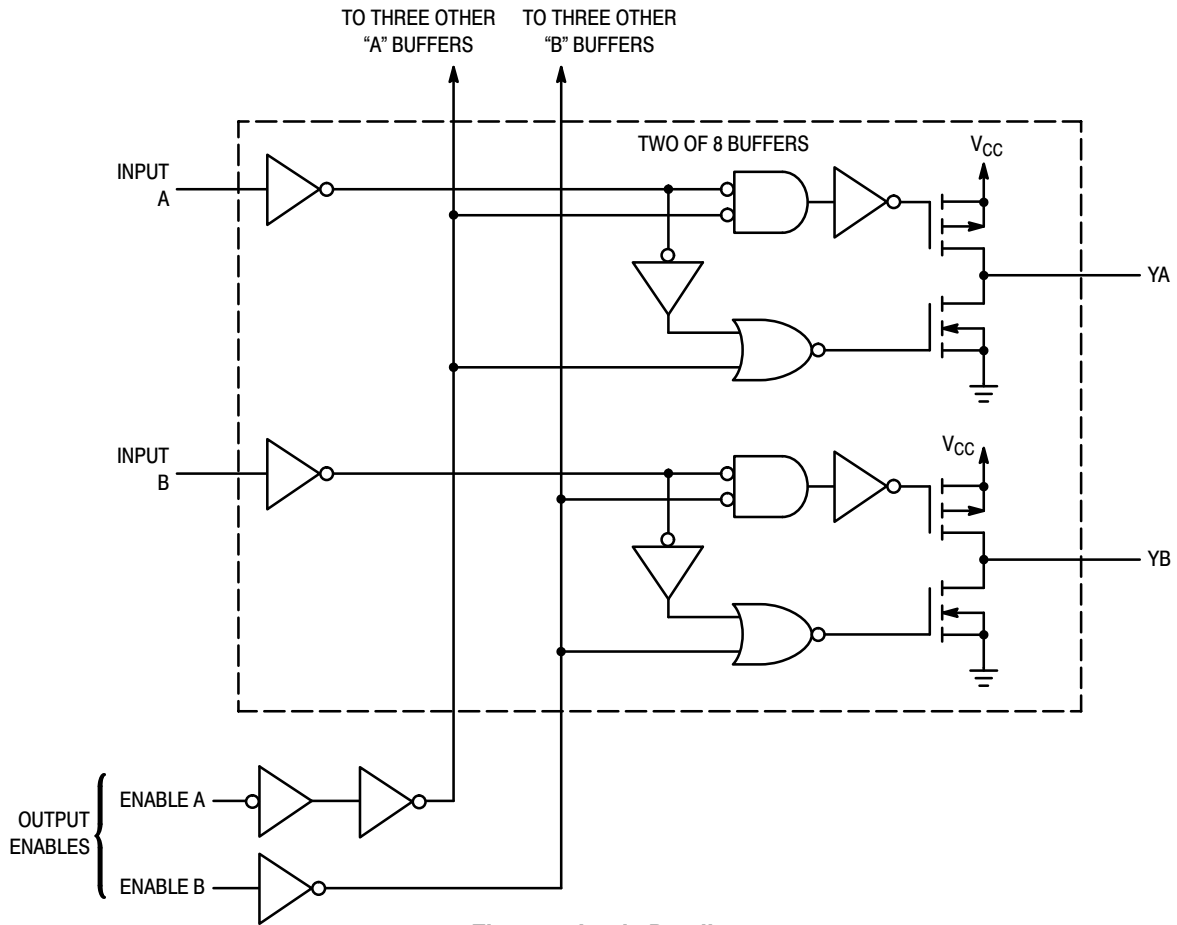 TO THREE OTHER
“A” BUFFERS
TO THREE OTHER
“B” BUFFERS
TWO OF 8 BUFFERS
VCC
INPUT
A
YA
INPUT
B
VCC
YB
OUTPUT
ENABLES
ENABLE A
ENABLE B